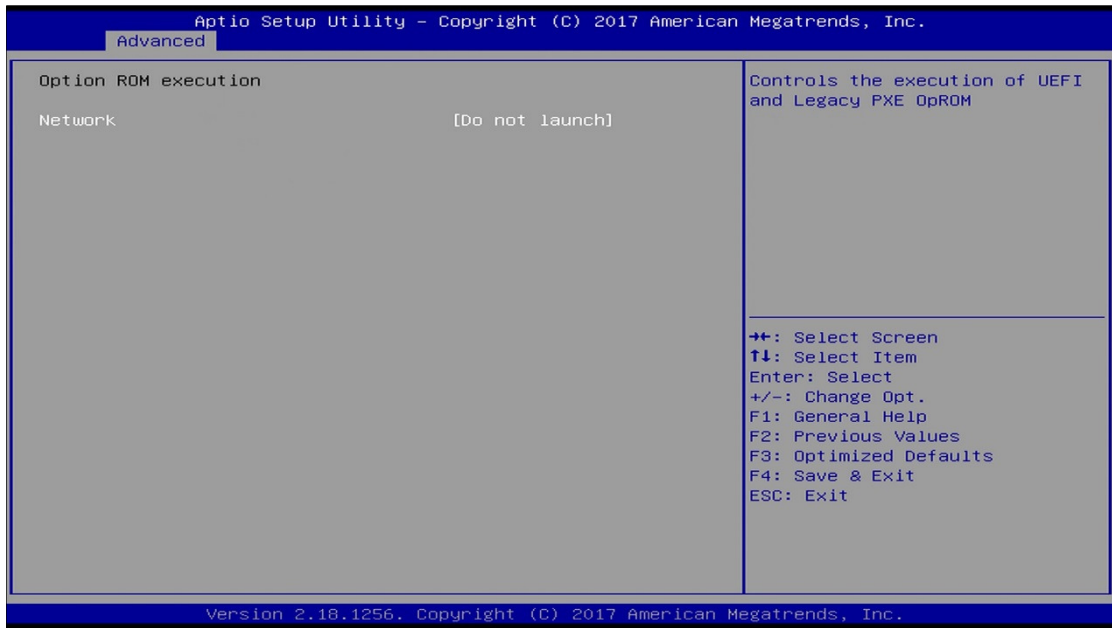 Aptio Setup Utility – Copyright (C) 2017 American Megatrends, Inc.
Advanced
Option ROM execution
Network [Do not launch]
Controls the execution of UEFI
and Legacy PXE OpROM
→←: Select Screen
↑↓: Select Item
Enter: Select
+/-: Change Opt.
F1: General Help
F2: Previous Values
F3: Optimized Defaults
F4: Save & Exit
ESC: Exit
Version 2.18.1256. Copyright (C) 2017 American Megatrends, Inc.